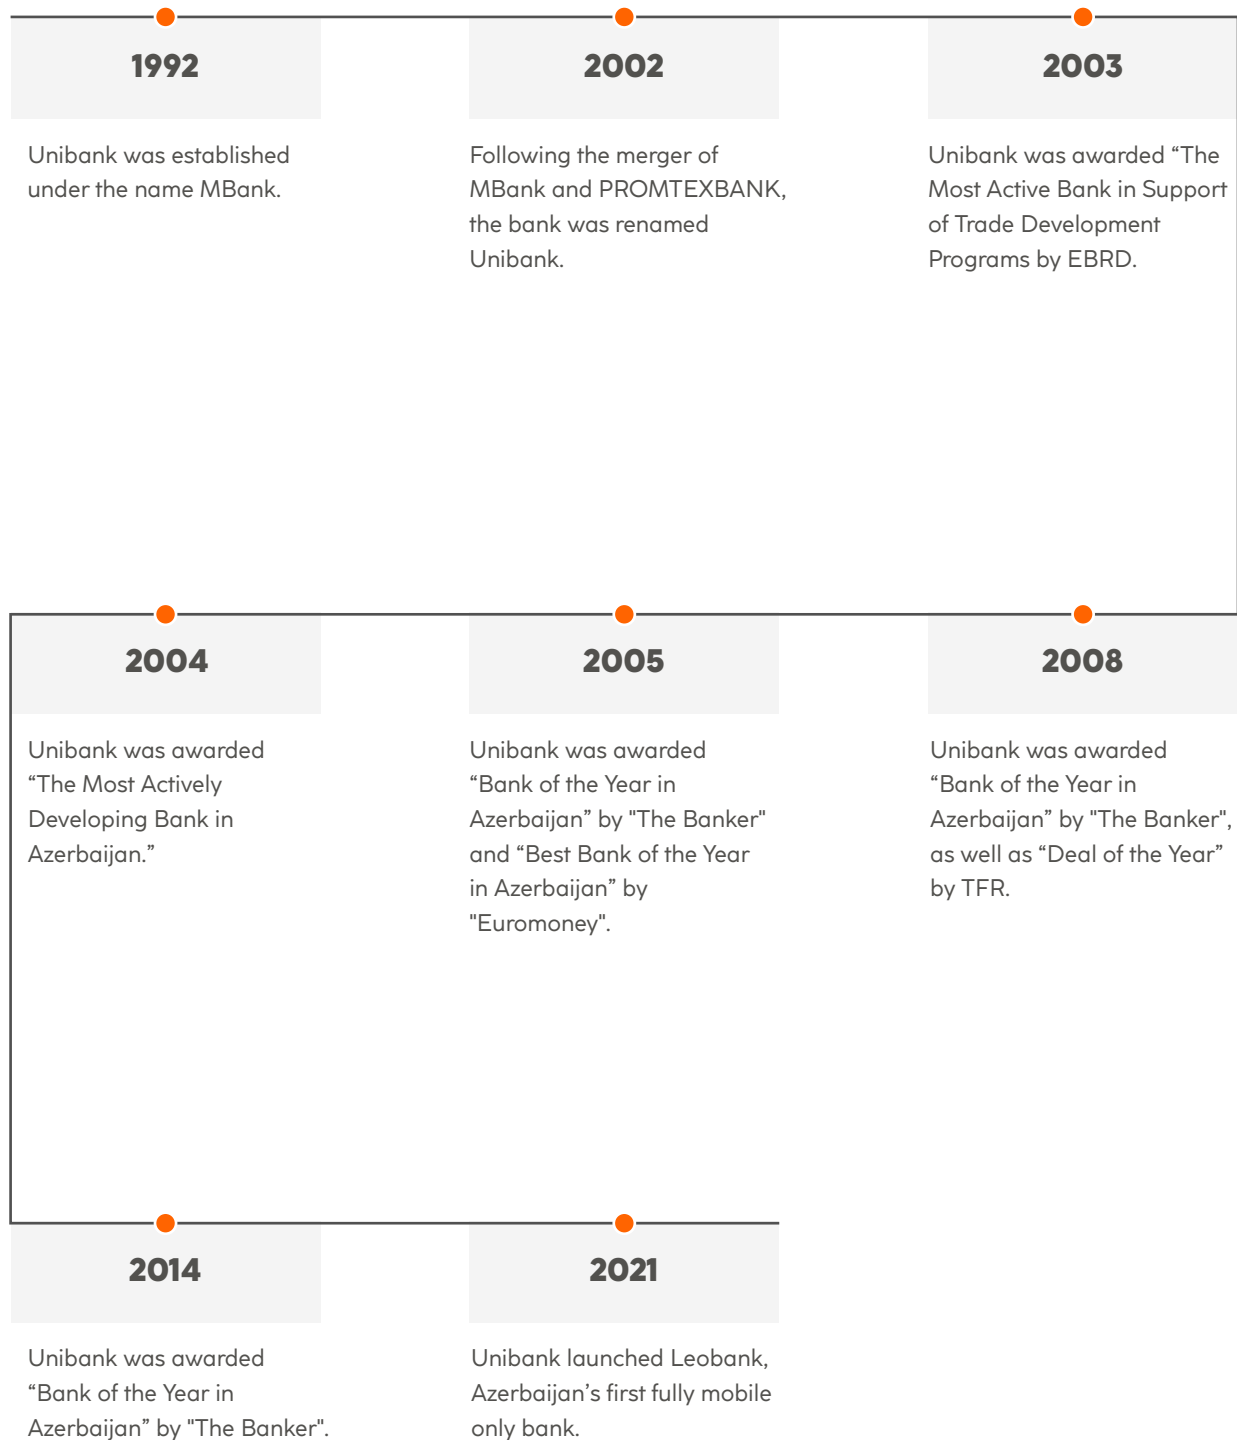 1992
Unibank was established
under the name MBank.
2002
Following the merger of
MBank and PROMTEXBANK,
the bank was renamed
Unibank.
2003
Unibank was awarded “The
Most Active Bank in Support
of Trade Development
Programs by EBRD.
2004
Unibank was awarded
“The Most Actively
Developing Bank in
Azerbaijan.”
2005
Unibank was awarded
“Bank of the Year in
Azerbaijan” by "The Banker"
and “Best Bank of the Year
in Azerbaijan” by
"Euromoney".
2008
Unibank was awarded
“Bank of the Year in
Azerbaijan” by "The Banker",
as well as “Deal of the Year”
by TFR.
2014
Unibank was awarded
“Bank of the Year in
Azerbaijan” by "The Banker".
2021
Unibank launched Leobank,
Azerbaijan’s first fully mobile
only bank.